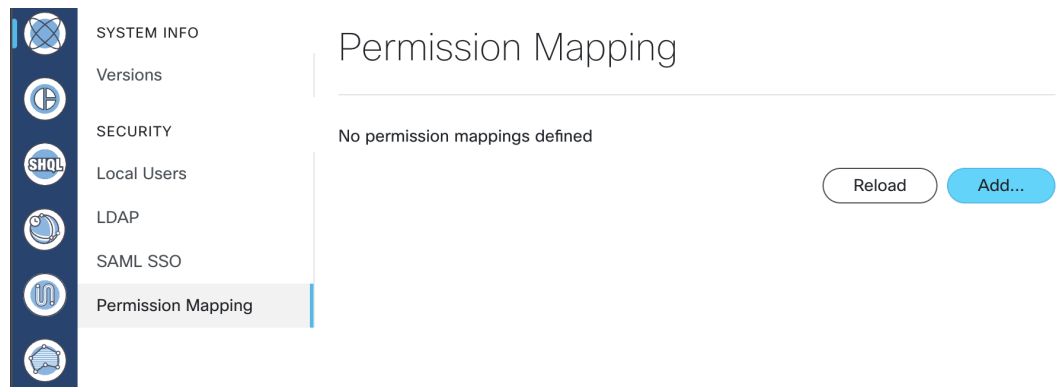 SYSTEM INFO
Versions
SECURITY
Local Users
LDAP
SAML SSO
Permission Mapping
SHQL
Permission Mapping
No permission mappings defined
Reload
Add...